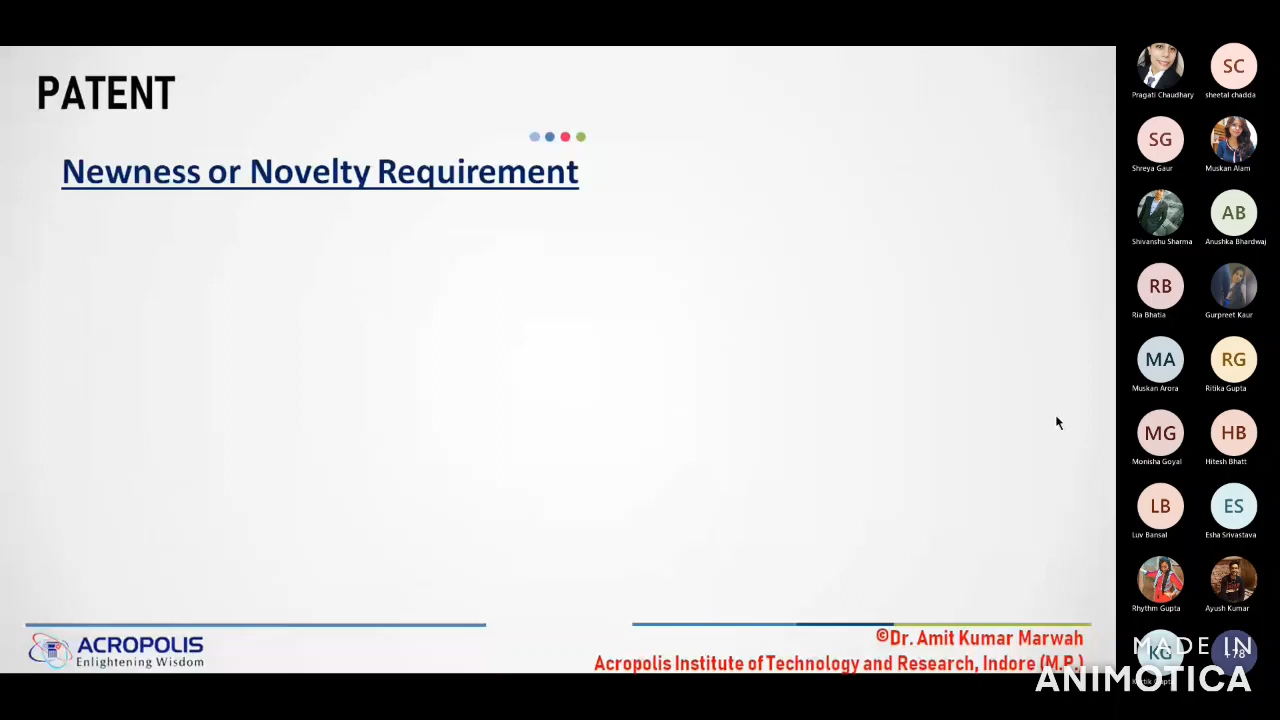 PATENT
Newness or Novelty Requirement
ACROPOLIS
Enlightening Wisdom
©Dr. Amit Kumar Marwah
Acropolis Institute of Technology and Research, Indore (M.P.)
SC
Pragati Chaudhary
sheetal chadda
SG
Shreya Gaur
Muskan Alam
AB
Shivanshu Sharma
Anushka Bhardwaj
RB
Ria Bhatia
Gurpreet Kaur
MA
RG
Muskan Arora
Ritika Gupta
MG
HB
Monisha Goyal
Hitesh Bhatt
LB
ES
Luv Bansal
Esha Srivastava
Rhythm Gupta
Ayush Kumar
KG
+78
MADE IN
ANIMOTICA